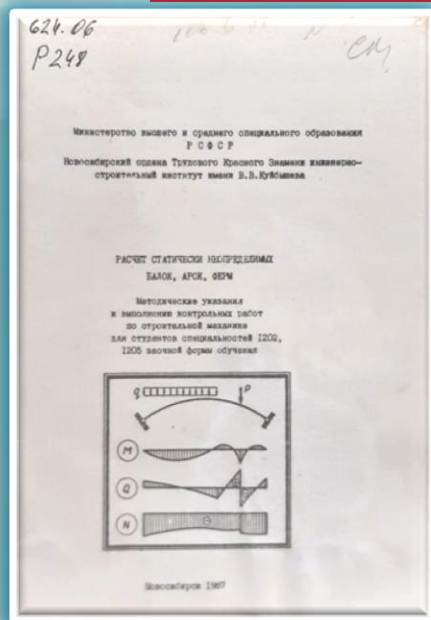 624.06
Р248
Министерство высшего и среднего специального образования
Р С Ф С Р
Новосибирский ордена Трудового Красного Знамени инженерно-
строительный институт имени В.В.Куйбышева
РАСЧЕТ СТАТИЧЕСКИ НЕОПРЕДЕЛИМЫХ
БАЛОК, АРОК, ФЕРМ
Методические указания
к выполнению контрольных работ
по строительной механике
для студентов специальностей 1202,
1205 заочной формы обучения
q
P
M
Q
N
Новосибирск 1987